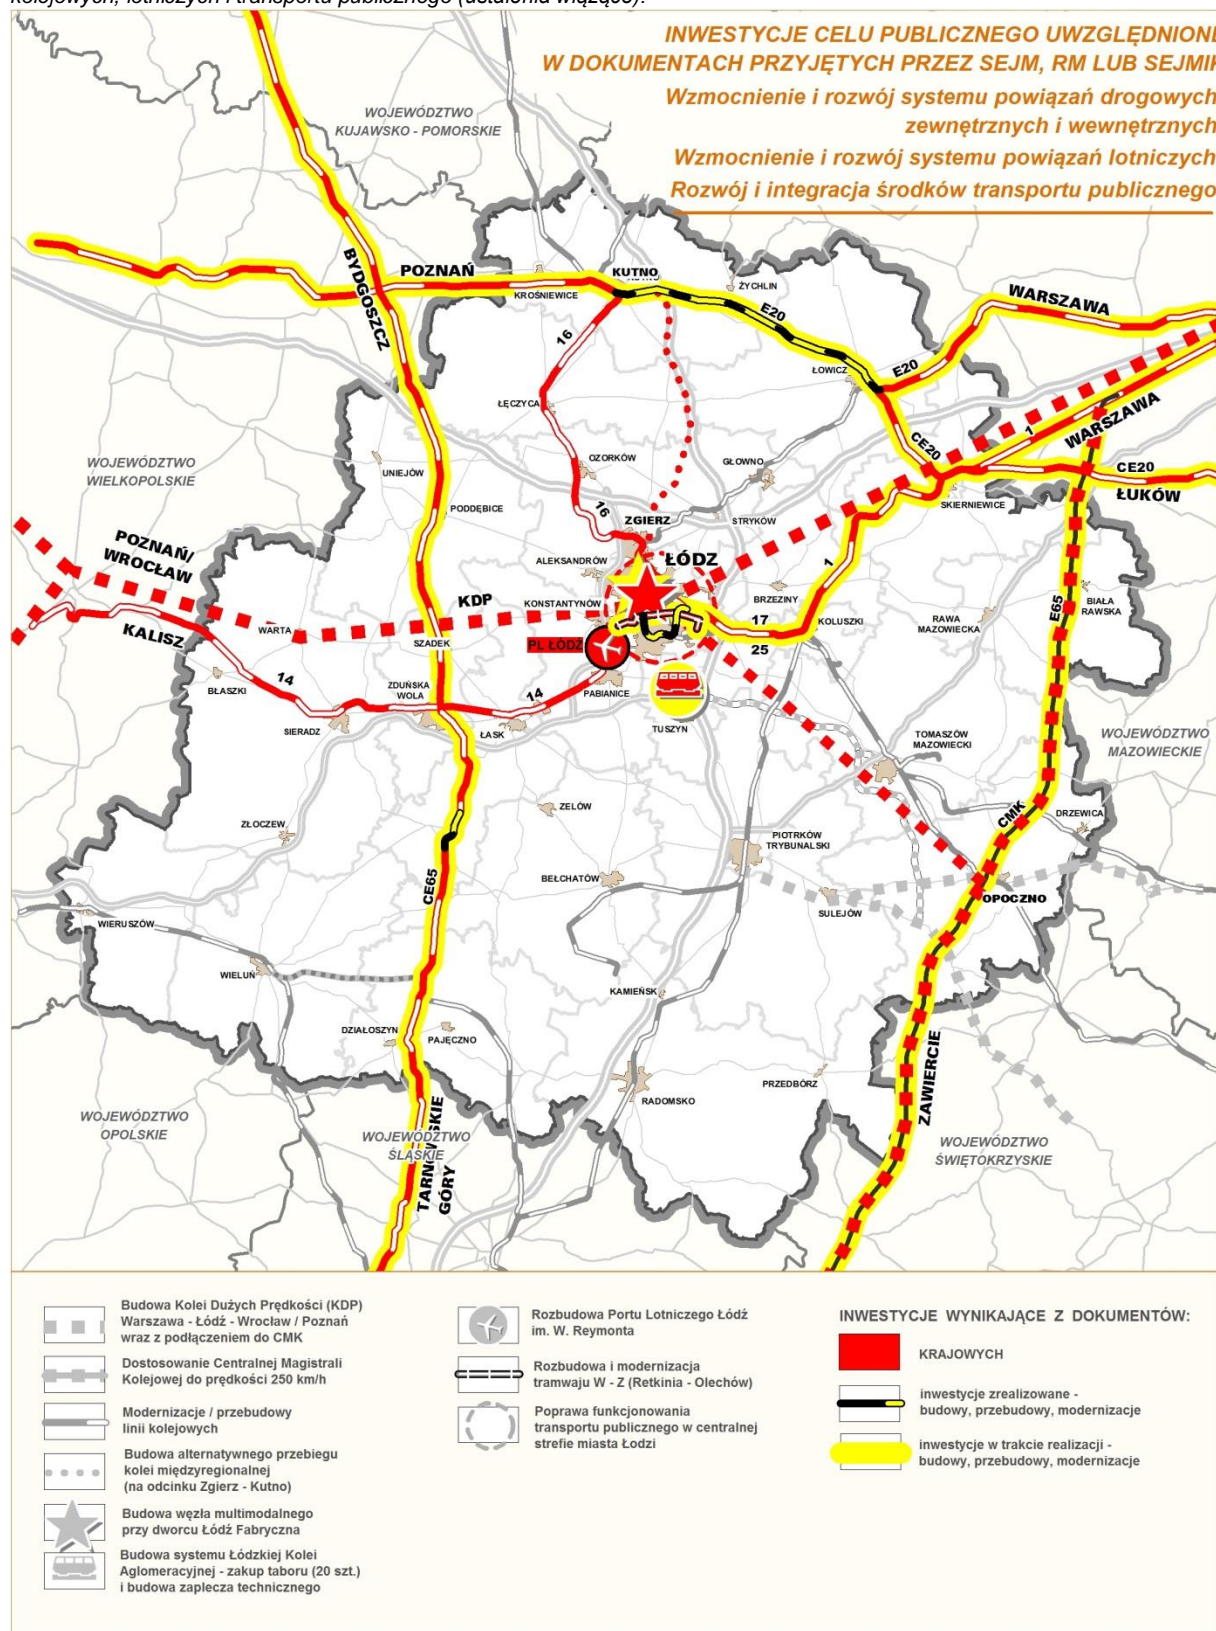 kolejowych, lotniczych i transportu publicznego (ustalenia wiążące).
INWESTYCJE CELU PUBLICZNEGO UWZGLĘDNIONE
W DOKUMENTACH PRZYJĘTYCH PRZEZ SEJM, RM LUB SEJMIK
Wzmocnienie i rozwój systemu powiązań drogowych
zewnętrznych i wewnętrznych
Wzmocnienie i rozwój systemu powiązań lotniczych
Rozwój i integracja środków transportu publicznego
WOJEWÓDZTWO
KUJAWSKO - POMORSKIE
BYDGOSZCZ
POZNAŃ
KROŚNIEWICE
KUTNO
ŻYCHLIN
E20
WARSZAWA
E20
ŁOWICZ
16
ŁĘCZYCA
CE20
1
WARSZAWA
WOJEWÓDZTWO
WIELKOPOLSKIE
UNIEJÓW
OZORKÓW
GŁOWNO
CE20
ŁUKÓW
SKIERNIEWICE
PODDĘBICE
16
ZGIERZ
STRYKÓW
POZNAŃ/
WROCŁAW
ALEKSANDRÓW
ŁÓDZ
1
BRZEZINY
BIAŁA
RAWSKA
E65
KDP
KONSTANTYNÓW
RAWA
MAZOWIECKA
KALISZ
WARTA
SZADEK
PL ŁÓDŹ
17
25
KOLUSZKI
14
BŁASZKI
ZDUŃSKA
WOLA
14
PABIANICE
SIERADZ
ŁASK
TUSZYN
TOMASZÓW
MAZOWIECKI
WOJEWÓDZTWO
MAZOWIECKIE
ZŁOCZEW
ZELÓW
PIOTRKÓW
TRYBUNALSKI
CMK
DRZEWICA
CE65
BEŁCHATÓW
SULEJÓW
OPOCZNO
WIERUSZÓW
WIELUŃ
KAMIEŃSK
DZIAŁOSZYN
PAJĘCZNO
ZAWIERCIE
PRZEDBÓRZ
RADOMSKO
WOJEWÓDZTWO
OPOLSKIE
WOJEWÓDZTWO
ŚLĄSKIE
TARNOWSKIE
GÓRY
WOJEWÓDZTWO
ŚWIĘTOKRZYSKIE
Budowa Kolei Dużych Prędkości (KDP)
Warszawa - Łódź - Wrocław / Poznań
wraz z podłączeniem do CMK
Dostosowanie Centralnej Magistrali
Kolejowej do prędkości 250 km/h
Modernizacje / przebudowy
linii kolejowych
Budowa alternatywnego przebiegu
kolei międzyregionalnej
(na odcinku Zgierz - Kutno)
Budowa węzła multimodalnego
przy dworcu Łódź Fabryczna
Budowa systemu Łódzkiej Kolei
Aglomeracyjnej - zakup taboru (20 szt.)
i budowa zaplecza technicznego
Rozbudowa Portu Lotniczego Łódź
im. W. Reymonta
Rozbudowa i modernizacja
tramwaju W - Z (Retkinia - Olechów)
Poprawa funkcjonowania
transportu publicznego w centralnej
strefie miasta Łodzi
INWESTYCJE WYNIKAJĄCE Z DOKUMENTÓW:
KRAJOWYCH
inwestycje zrealizowane -
budowy, przebudowy, modernizacje
inwestycje w trakcie realizacji -
budowy, przebudowy, modernizacje